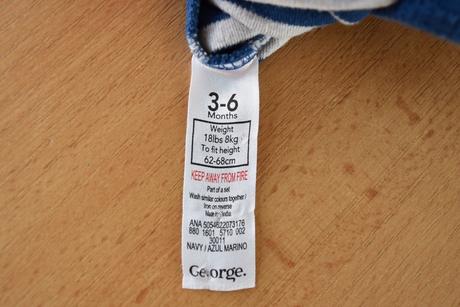 3-6
Months
Weight
18lbs 8kg
To fit height
62-68cm
KEEP AWAY FROM FIRE
Part of a set
Wash similar colours together /
Iron on reverse
Made in India
ANA 5054622073176
880 1601 5710 002
30011
NAVY / AZUL MARINO
George.